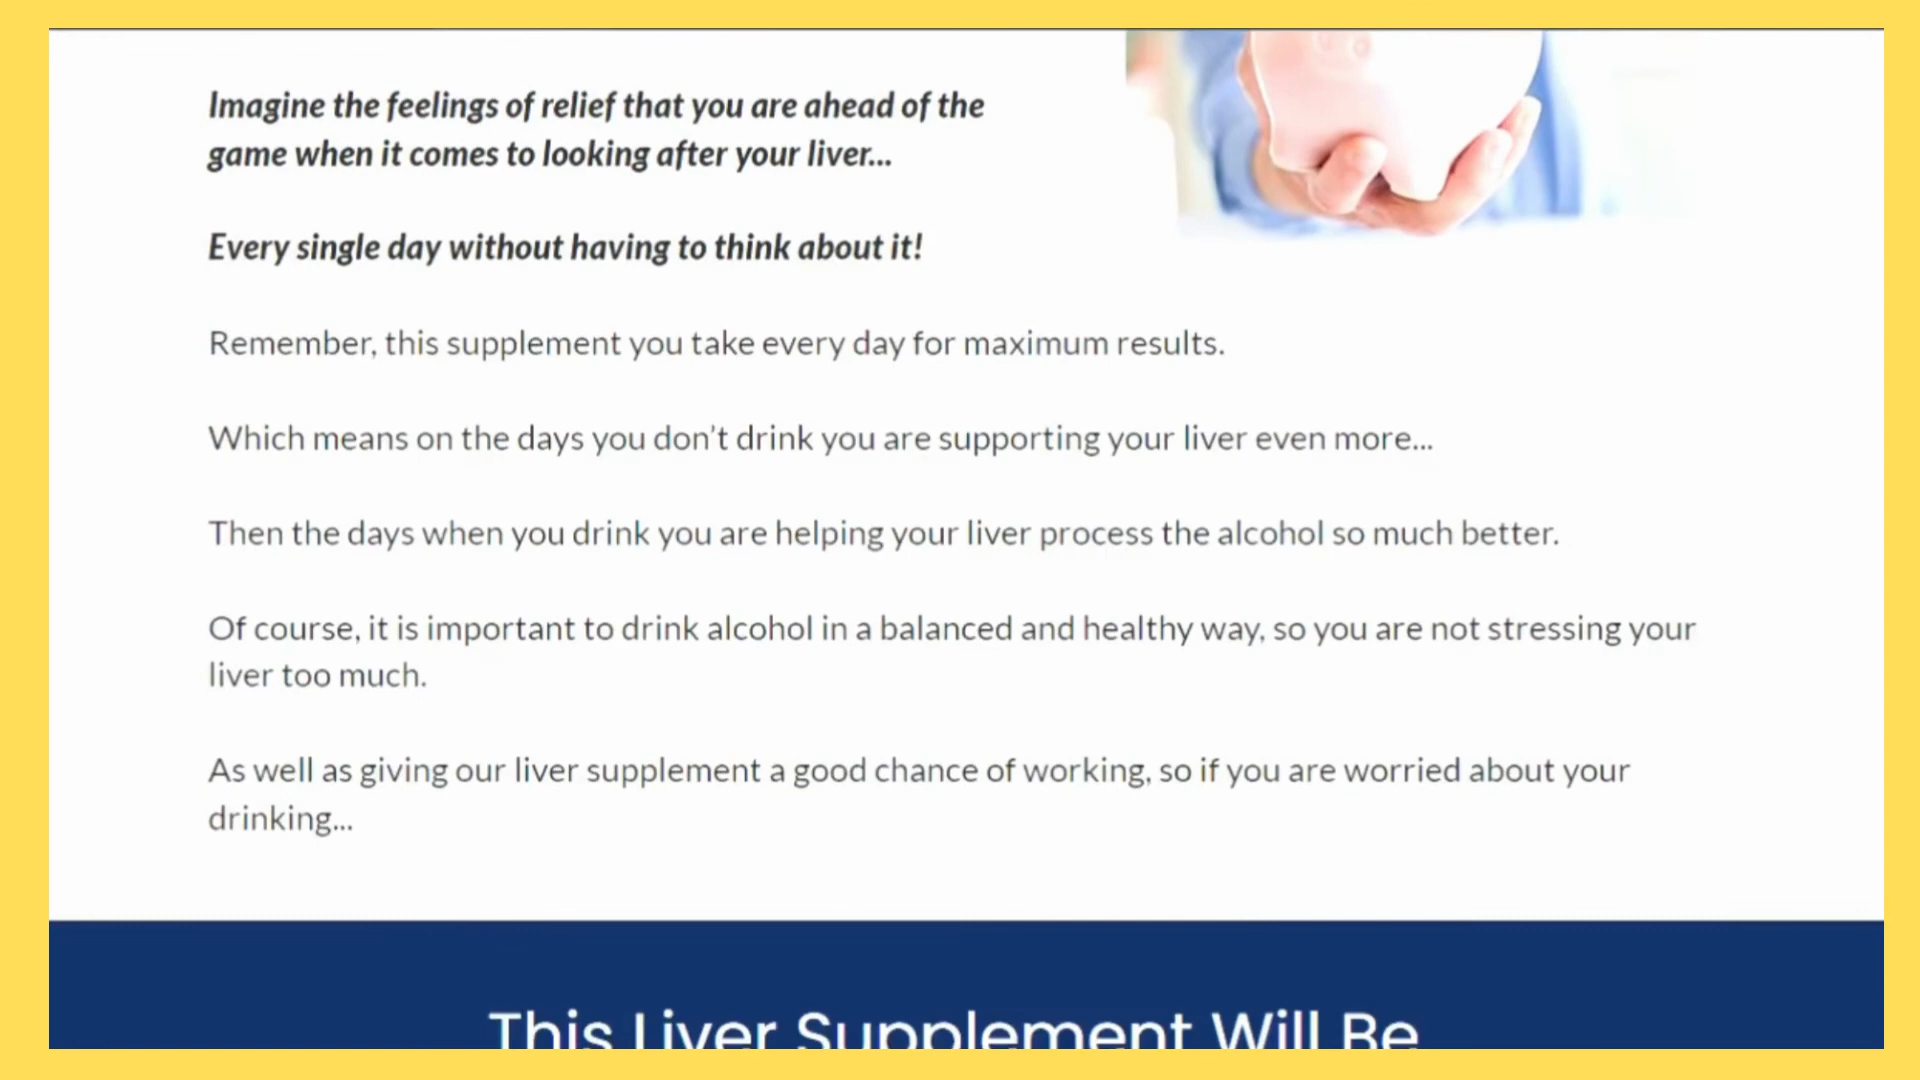 Imagine the feelings of relief that you are ahead of the
game when it comes to looking after your liver...
Every single day without having to think about it!
Remember, this supplement you take every day for maximum results.
Which means on the days you don't drink you are supporting your liver even more...
Then the days when you drink you are helping your liver process the alcohol so much better.
Of course, it is important to drink alcohol in a balanced and healthy way, so you are not stressing your
liver too much.
As well as giving our liver supplement a good chance of working, so if you are worried about your
drinking...
This Liver Supplement Will Be